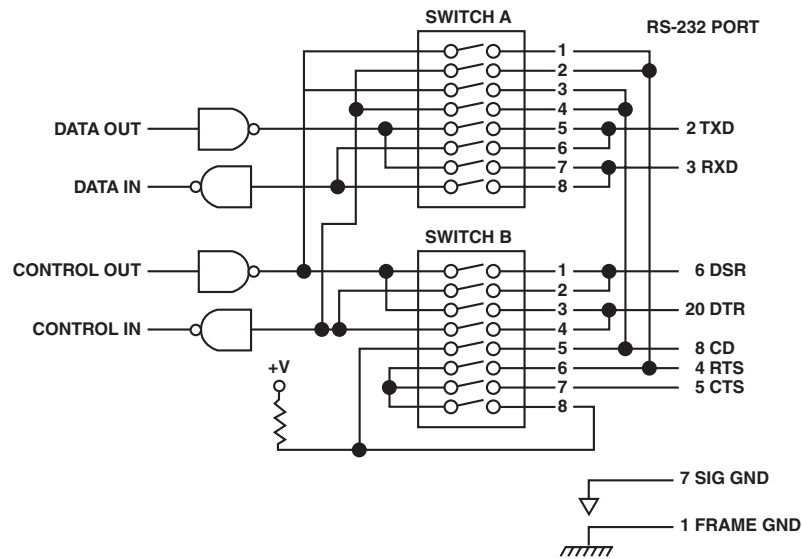 SWITCH A
RS-232 PORT
1
2
3
4
5
6
7
8
DATA OUT
DATA IN
2 TXD
3 RXD
SWITCH B
CONTROL OUT
CONTROL IN
1
2
3
4
5
6
7
8
6 DSR
20 DTR
8 CD
4 RTS
5 CTS
+V
7 SIG GND
1 FRAME GND